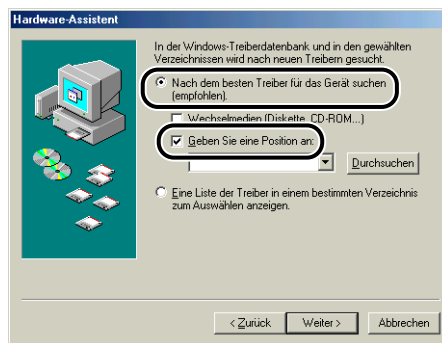 Hardware-Assistent
In der Windows-Treiberdatenbank und in den gewählten
Verzeichnissen wird nach neuen Treibern gesucht.
Nach dem besten Treiber für das Gerät suchen
(empfohlen).
Wechselmedien (Diskette, CD-ROM...)
Geben Sie eine Position an:
Durchsuchen
Eine Liste der Treiber in einem bestimmten Verzeichnis
zum Auswählen anzeigen.
< Zurück Weiter > Abbrechen